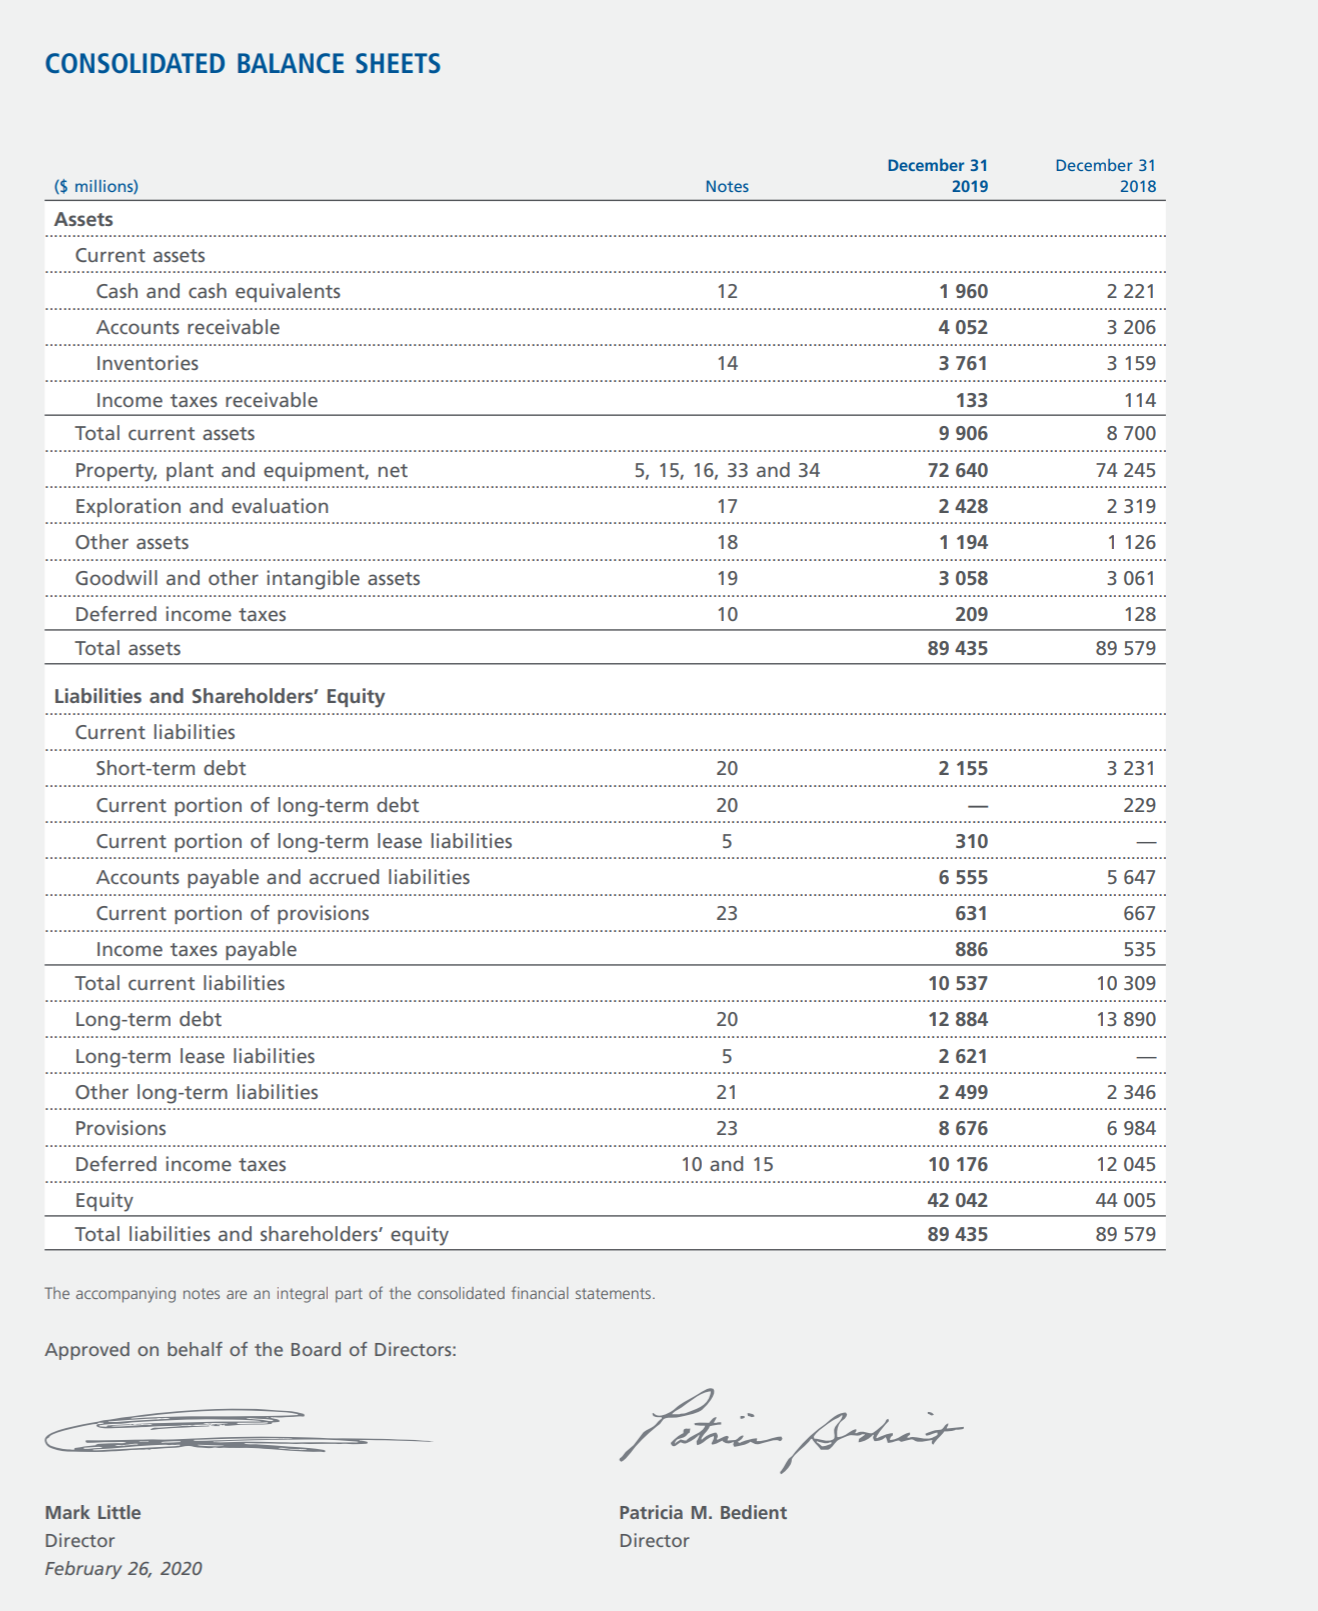 CONSOLIDATED BALANCE SHEETS
December 31 December 31
($ millions) Notes 2019 2018
Assets
Current assets
Cash and cash equivalents 12 1 960 2 221
Accounts receivable 4 052 3 206
Inventories 14 3 761 3 159
Income taxes receivable 133 114
Total current assets 9 906 8 700
Property, plant and equipment, net 5, 15, 16, 33 and 34 72 640 74 245
Exploration and evaluation 17 2 428 2 319
Other assets 18 1 194 1 126
Goodwill and other intangible assets 19 3 058 3 061
Deferred income taxes 10 209 128
Total assets 89 435 89 579
Liabilities and Shareholders’ Equity
Current liabilities
Short-term debt 20 2 155 3 231
Current portion of long-term debt 20 — 229
Current portion of long-term lease liabilities 5 310 —
Accounts payable and accrued liabilities 6 555 5 647
Current portion of provisions 23 631 667
Income taxes payable 886 535
Total current liabilities 10 537 10 309
Long-term debt 20 12 884 13 890
Long-term lease liabilities 5 2 621 —
Other long-term liabilities 21 2 499 2 346
Provisions 23 8 676 6 984
Deferred income taxes 10 and 15 10 176 12 045
Equity 42 042 44 005
Total liabilities and shareholders’ equity 89 435 89 579
The accompanying notes are an integral part of the consolidated financial statements.
Approved on behalf of the Board of Directors:
Patricia Bedient
Mark Little Patricia M. Bedient
Director Director
February 26, 2020